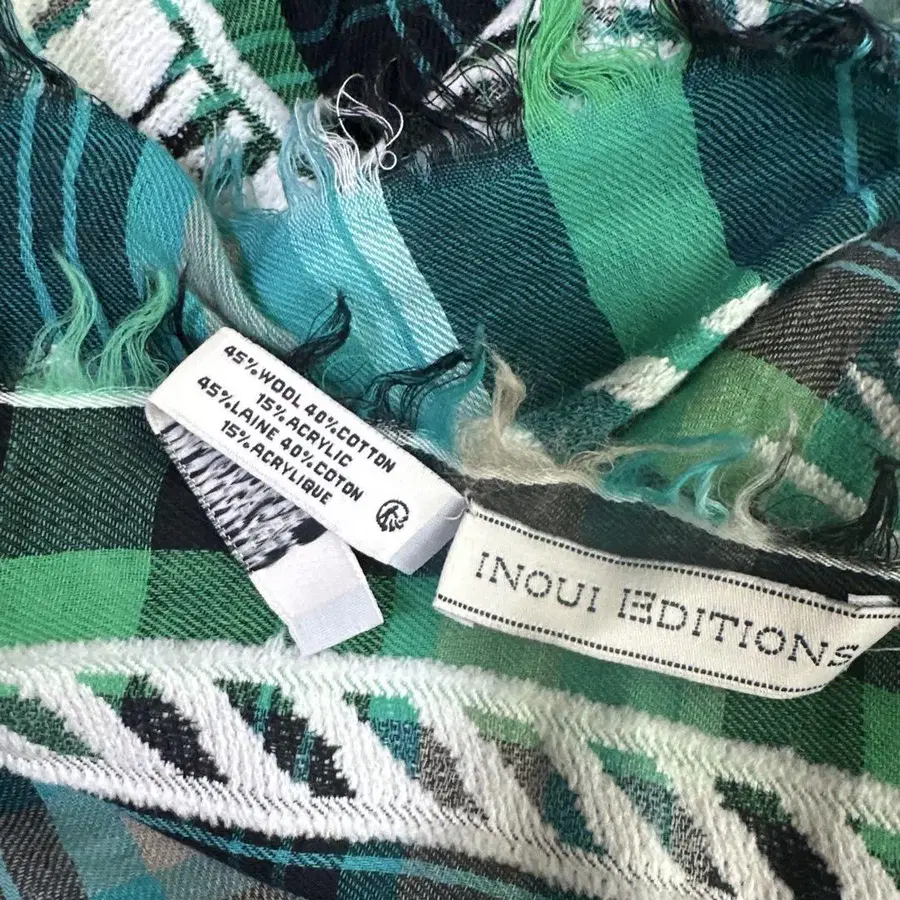 45%WOOL 40%COTTON
15%ACRYLIC
45%LAINE 40%COTON
15%ACRYLIQUE
INOUI EDITIONS